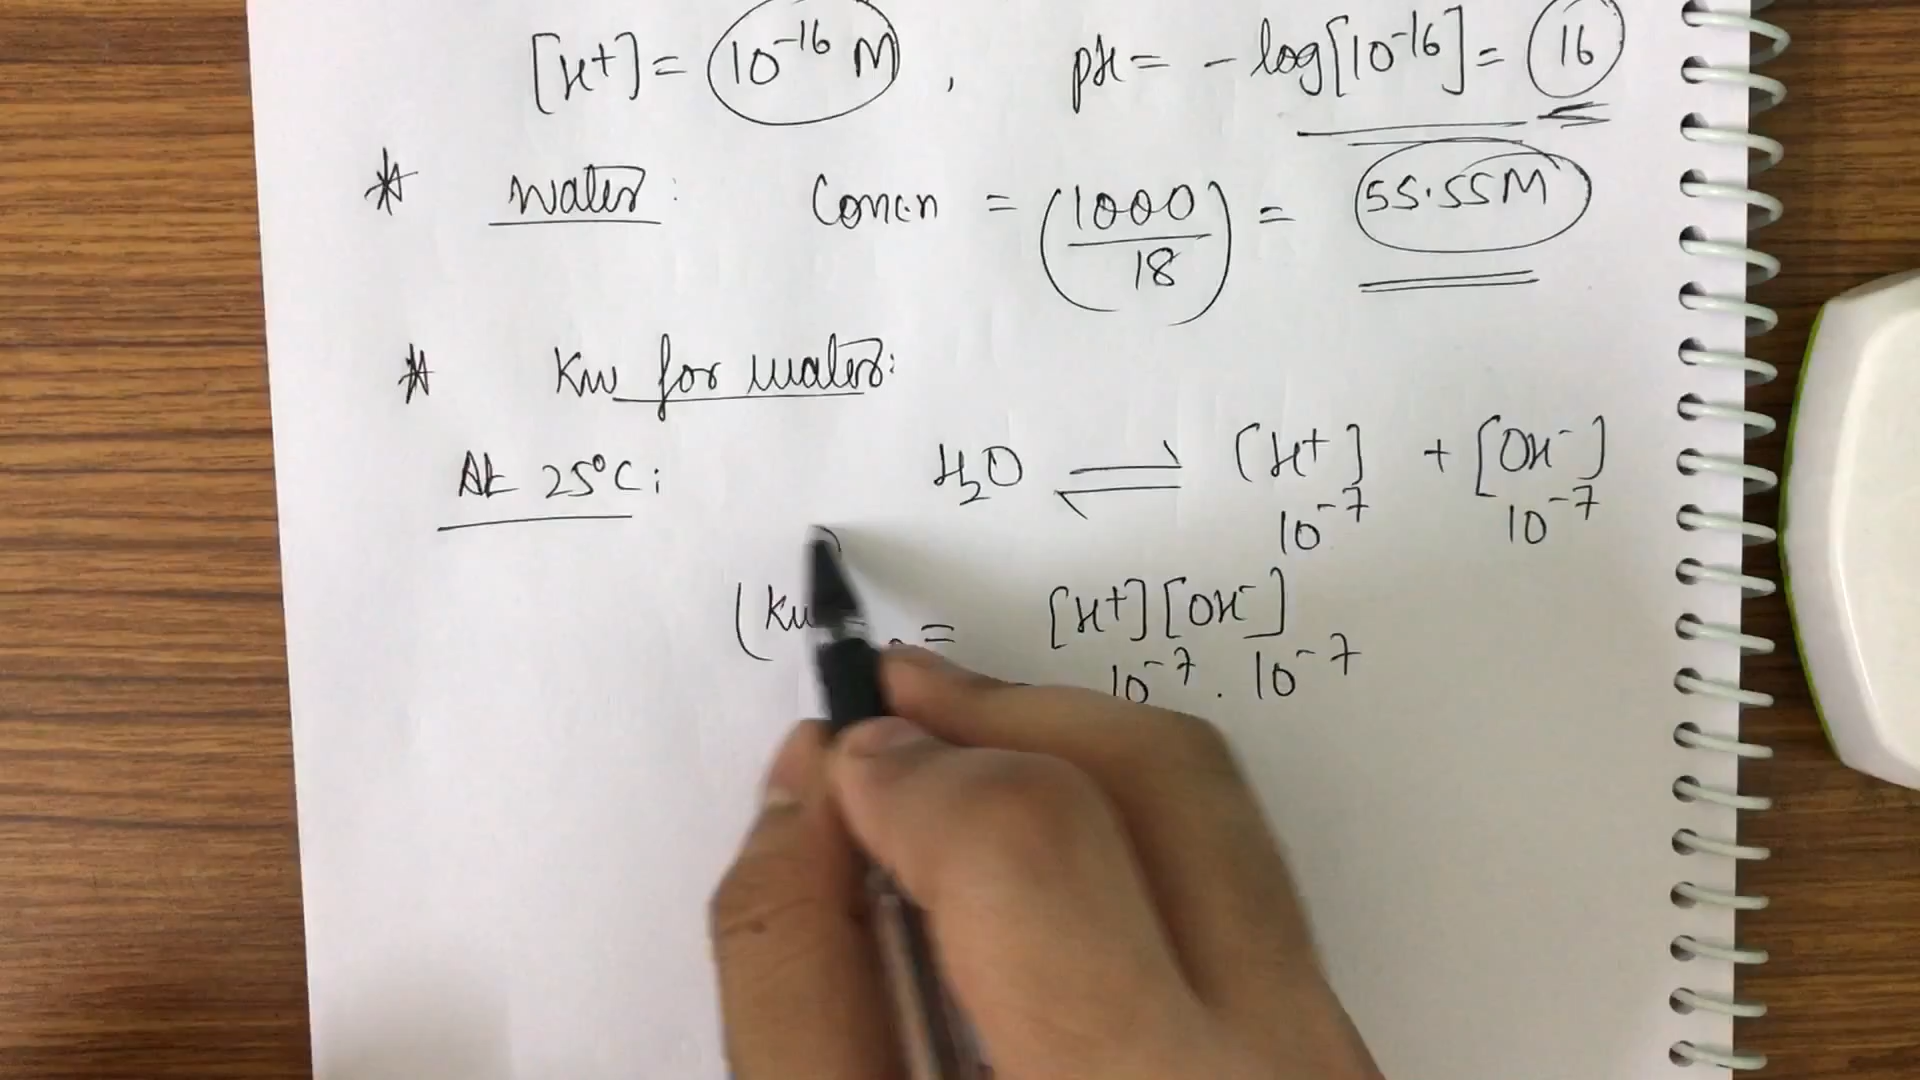 [H+] = 10⁻¹⁶ M , pH = - log[10⁻¹⁶] = 16
* Water: Concn = (1000/18) = 55.55M
* Kw for water:
At 25°C: H₂O ⇌ [H+] + [OH⁻]
10⁻⁷ 10⁻⁷
(Kw = [H+][OH⁻]
10⁻⁷ . 10⁻⁷